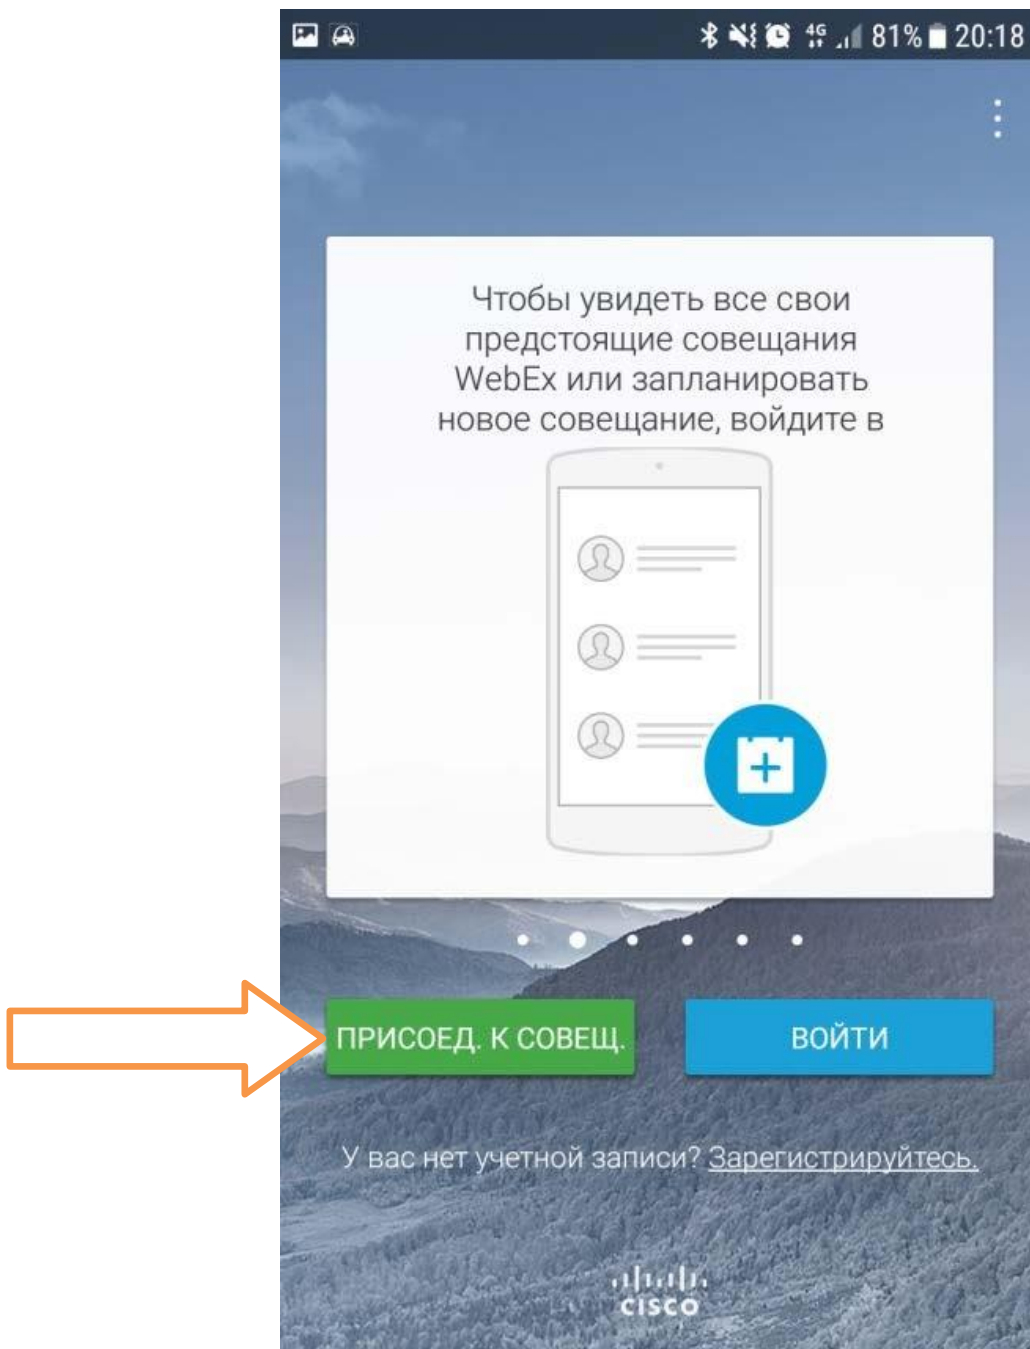 4G 81% 20:18
Чтобы увидеть все свои
предстоящие совещания
WebEx или запланировать
новое совещание, войдите в
ПРИСОЕД. К СОВЕЩ.
ВОЙТИ
У вас нет учетной записи? Зарегистрируйтесь.
cisco